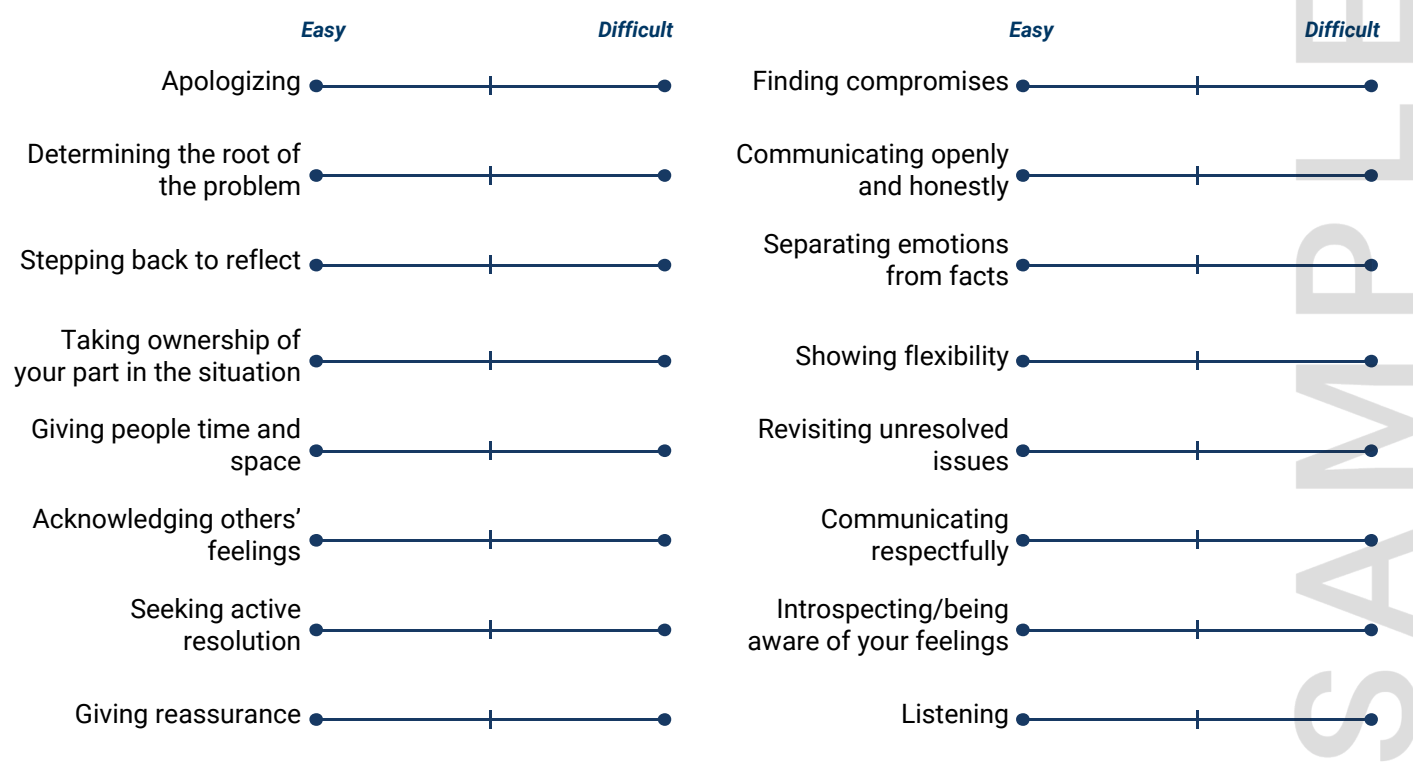 Easy Difficult
Apologizing
Determining the root of
the problem
Stepping back to reflect
Taking ownership of
your part in the situation
Giving people time and
space
Acknowledging others’
feelings
Seeking active
resolution
Giving reassurance
Easy Difficult
Finding compromises
Communicating openly
and honestly
Separating emotions
from facts
Showing flexibility
Revisiting unresolved
issues
Communicating
respectfully
Introspecting/being
aware of your feelings
Listening
SAMPLE